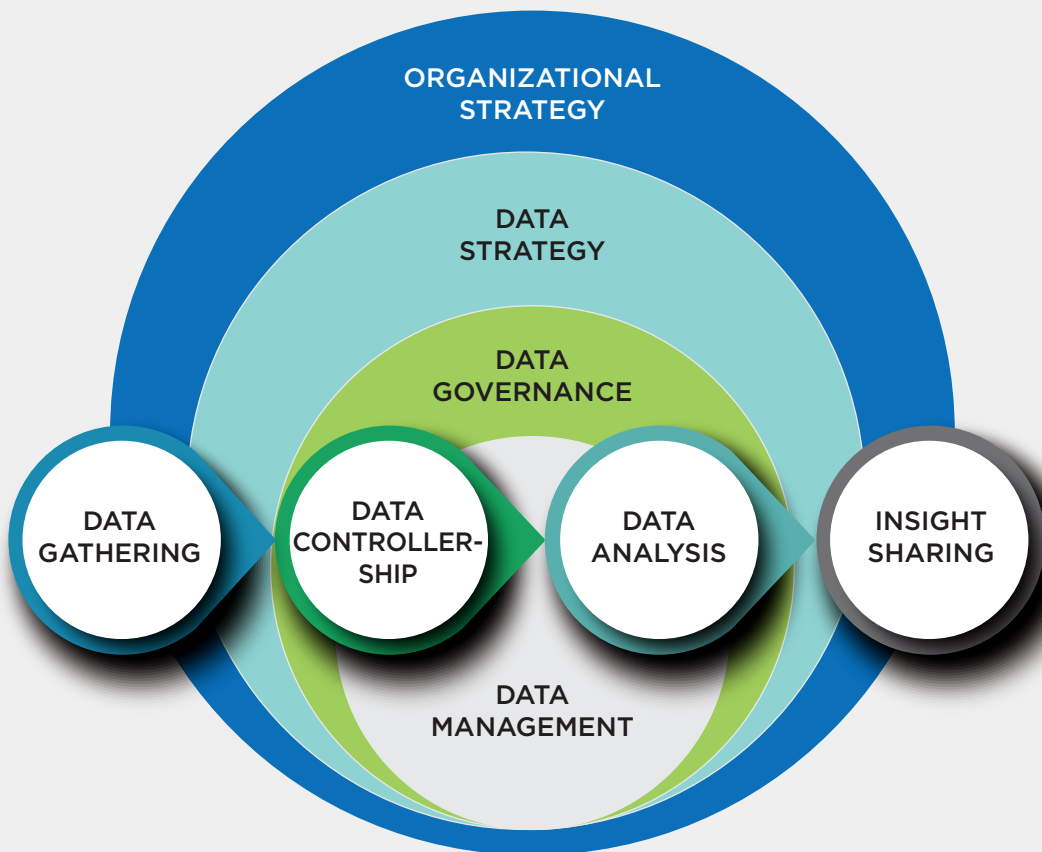 ORGANIZATIONAL
STRATEGY
DATA
STRATEGY
DATA
GOVERNANCE
DATA
GATHERING
DATA
CONTROLLER-
SHIP
DATA
ANALYSIS
INSIGHT
SHARING
DATA
MANAGEMENT